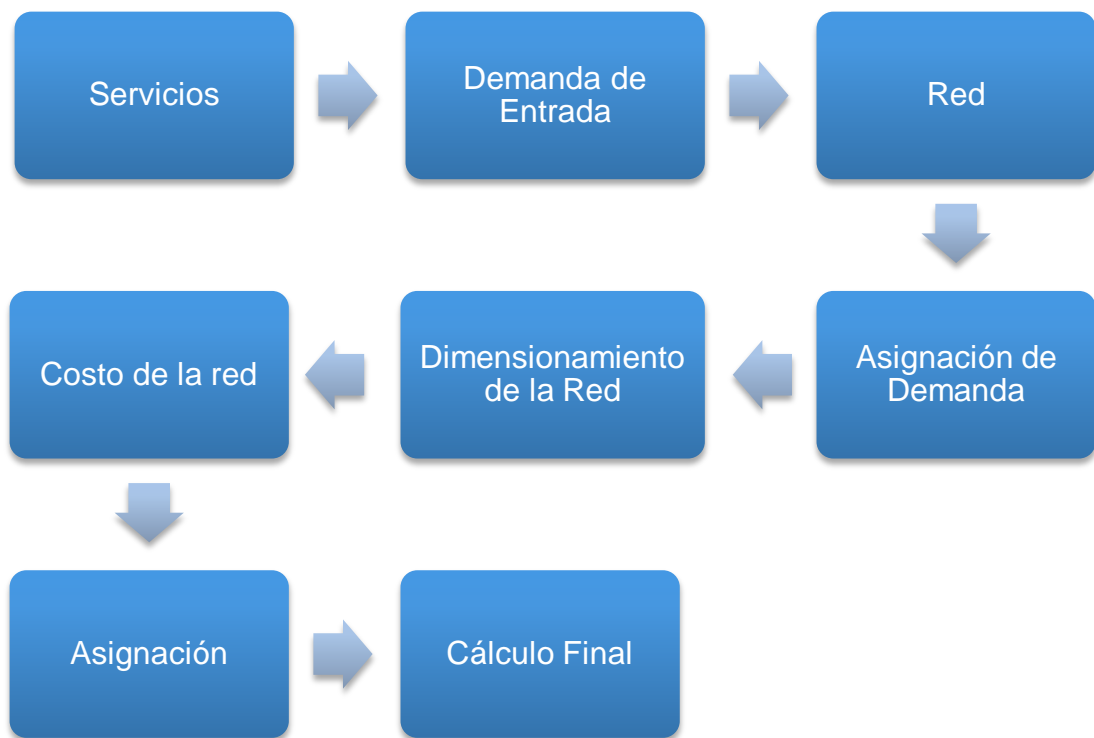 Servicios
Demanda de
Entrada
Red
Asignación de
Demanda
Dimensionamiento
de la Red
Costo de la red
Asignación
Cálculo Final